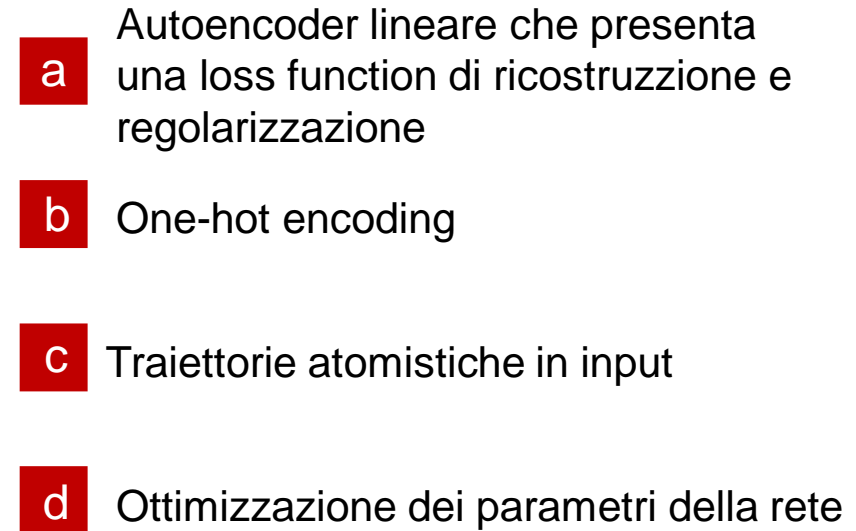 a
Autoencoder lineare che presenta
una loss function di ricostruzzione e
regolarizzazione
b
One-hot encoding
c
Traiettorie atomistiche in input
d
Ottimizzazione dei parametri della rete